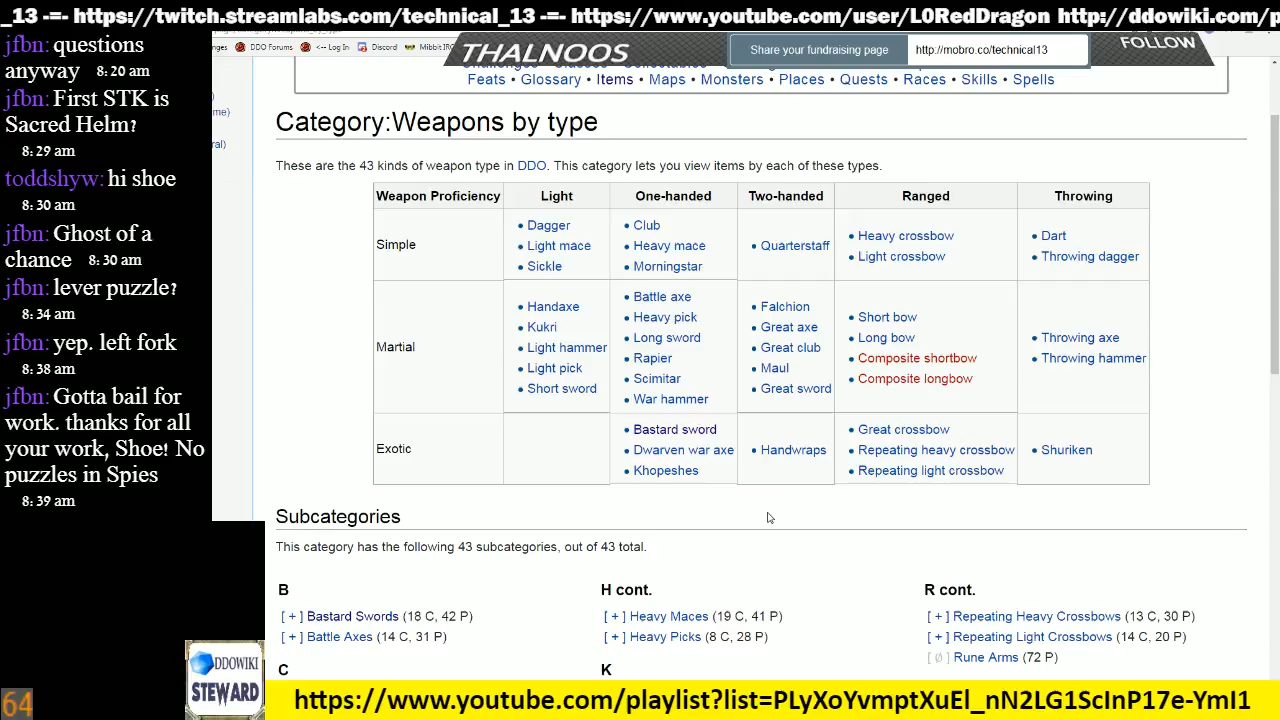 _13 -=- https://twitch.streamlabs.com/technical_13 -=- https://www.youtube.com/user/L0RedDragon http://ddowiki.com/p
jfbn: questions
anyway 8:20 am
jfbn: First STK is
Sacred Helm?
8:29 am
toddshyw: hi shoe
8:30 am
jfbn: Ghost of a
chance 8:30 am
jfbn: lever puzzle?
8:34 am
jfbn: yep. left fork
8:38 am
jfbn: Gotta bail for
work. thanks for all
your work, Shoe! No
puzzles in Spies
8:39 am
64
DDOWIKI
STEWARD
nges DDO Forums <-- Log In Discord Mibbit IRC
THALNOOS
Share your fundraising page http://mobro.co/technical13
FOLLOW
Feats • Glossary • Items • Maps • Monsters • Places • Quests • Races • Skills • Spells
me)
ral)
Category:Weapons by type
These are the 43 kinds of weapon type in DDO. This category lets you view items by each of these types.
Weapon Proficiency Light One-handed Two-handed Ranged Throwing
Simple
• Dagger
• Light mace
• Sickle
• Club
• Heavy mace
• Morningstar
• Quarterstaff
• Heavy crossbow
• Light crossbow
• Dart
• Throwing dagger
Martial
• Handaxe
• Kukri
• Light hammer
• Light pick
• Short sword
• Battle axe
• Heavy pick
• Long sword
• Rapier
• Scimitar
• War hammer
• Falchion
• Great axe
• Great club
• Maul
• Great sword
• Short bow
• Long bow
• Composite shortbow
• Composite longbow
• Throwing axe
• Throwing hammer
Exotic
• Bastard sword
• Dwarven war axe
• Khopeshes
• Handwraps
• Great crossbow
• Repeating heavy crossbow
• Repeating light crossbow
• Shuriken
Subcategories
This category has the following 43 subcategories, out of 43 total.
B
[+] Bastard Swords (18 C, 42 P)
[+] Battle Axes (14 C, 31 P)
C
H cont.
[+] Heavy Maces (19 C, 41 P)
[+] Heavy Picks (8 C, 28 P)
K
R cont.
[+] Repeating Heavy Crossbows (13 C, 30 P)
[+] Repeating Light Crossbows (14 C, 20 P)
[Ø] Rune Arms (72 P)
https://www.youtube.com/playlist?list=PLyXoYvmptXuEl_nN2LG1ScInP17e-YmI1